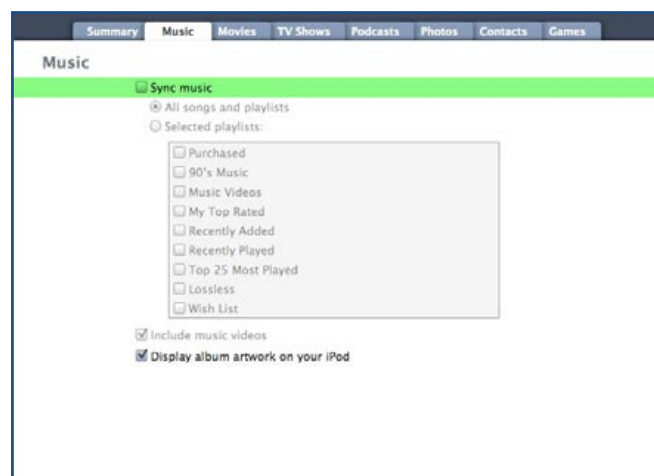 Summary Music Movies TV Shows Podcasts Photos Contacts Games
Music
Sync music
All songs and playlists
Selected playlists:
Purchased
90's Music
Music Videos
My Top Rated
Recently Added
Recently Played
Top 25 Most Played
Lossless
Wish List
Include music videos
Display album artwork on your iPod